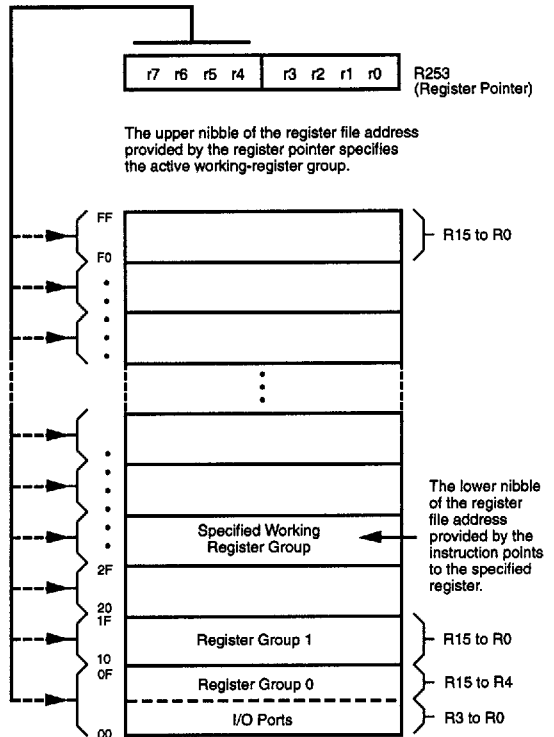 r7 r6 r5 r4 r3 r2 r1 r0
R253
(Register Pointer)
The upper nibble of the register file address
provided by the register pointer specifies
the active working-register group.
FF
R15 to R0
F0
The lower nibble
of the register
file address
provided by the
instruction points
to the specified
register.
Specified Working
Register Group
2F
20
1F
Register Group 1
R15 to R0
10
0F
Register Group 0
R15 to R4
I/O Ports
R3 to R0
00